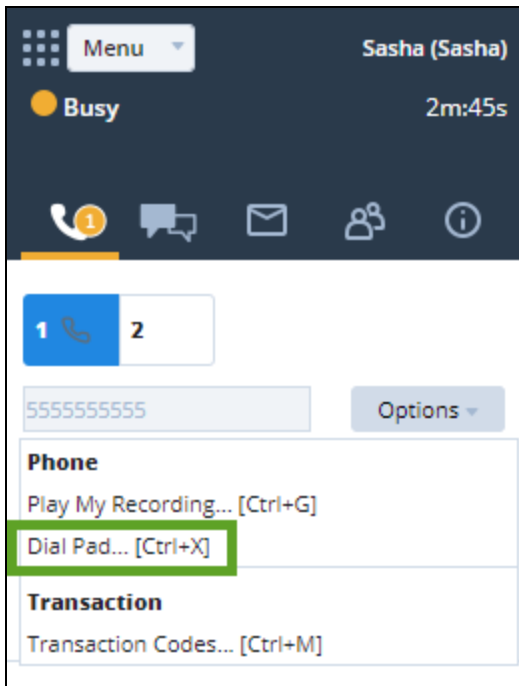 Menu
Sasha (Sasha)
Busy
2m:45s
1
1
2
5555555555
Options
Phone
Play My Recording... [Ctrl+G]
Dial Pad... [Ctrl+X]
Transaction
Transaction Codes... [Ctrl+M]